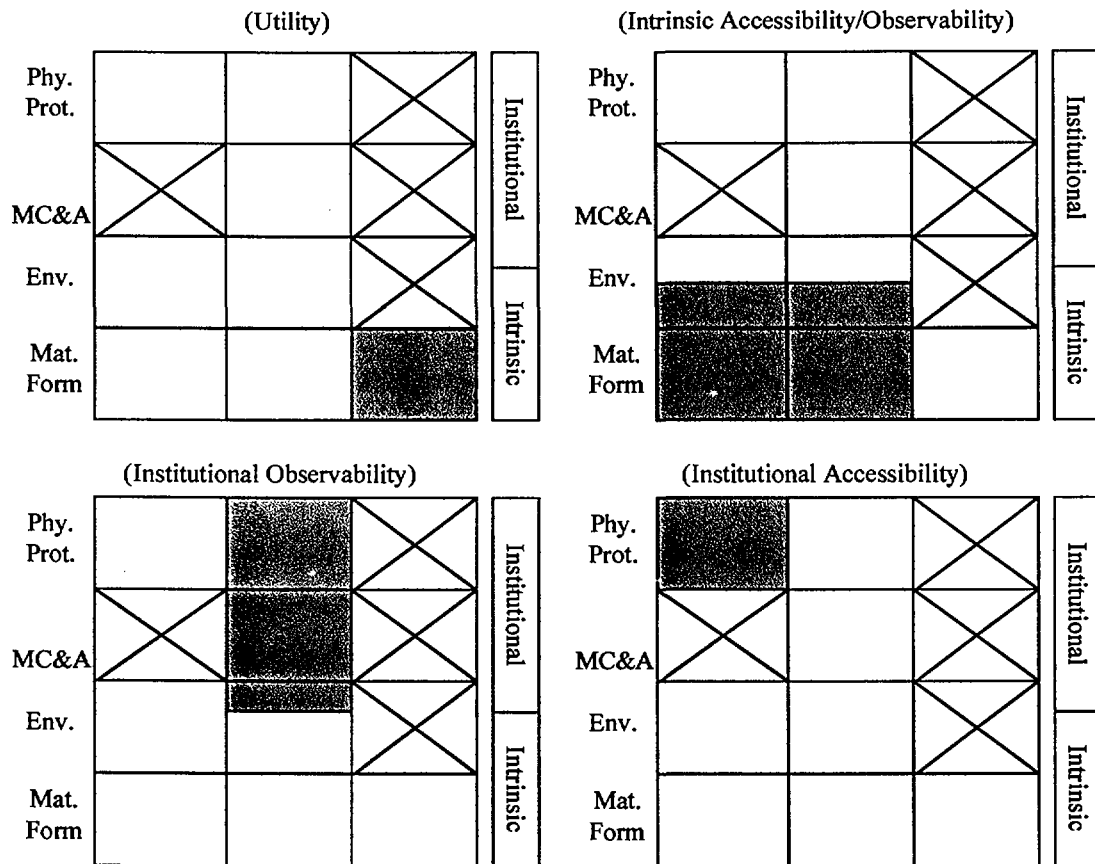 (Utility)
Phy.
Prot.
MC&A
Env.
Mat.
Form
Institutional
Intrinsic
(Intrinsic Accessibility/Observability)
Phy.
Prot.
MC&A
Env.
Mat.
Form
Institutional
Intrinsic
(Institutional Observability)
Phy.
Prot.
MC&A
Env.
Mat.
Form
Institutional
Intrinsic
(Institutional Accessibility)
Phy.
Prot.
MC&A
Env.
Mat.
Form
Institutional
Intrinsic